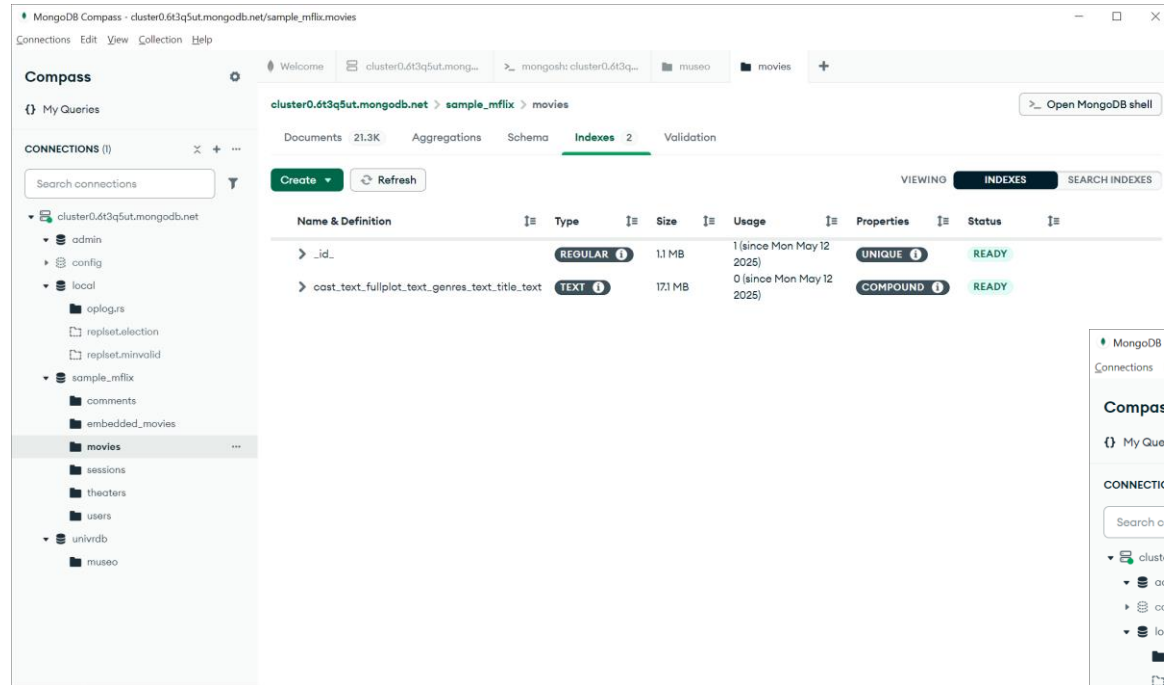 MongoDB Compass - cluster0.6t3q5ut.mongodb.net/sample_mflix.movies
Connections Edit View Collection Help
Compass
{} My Queries
CONNECTIONS (1)
Search connections
cluster0.6t3q5ut.mongodb.net
admin
config
local
oplog.rs
replset.election
replset.minvalid
sample_mflix
comments
embedded_movies
movies
sessions
theaters
users
univrdb
museo
Welcome cluster0.6t3q5ut.mong... >_ mongosh: cluster0.6t3q... museo movies +
cluster0.6t3q5ut.mongodb.net > sample_mflix > movies
>_ Open MongoDB shell
Documents 21.3K Aggregations Schema Indexes 2 Validation
Create Refresh
VIEWING INDEXES SEARCH INDEXES
Name & Definition Type Size Usage Properties Status
_id_ REGULAR 1.1 MB 1 (since Mon May 12 2025) UNIQUE READY
cast_text_fullplot_text_genres_text_title_text TEXT 17.1 MB 0 (since Mon May 12 2025) COMPOUND READY
MongoDB
Connections
Compas
{} My Que
CONNECTIO
Search c
clust
ad
co
lo